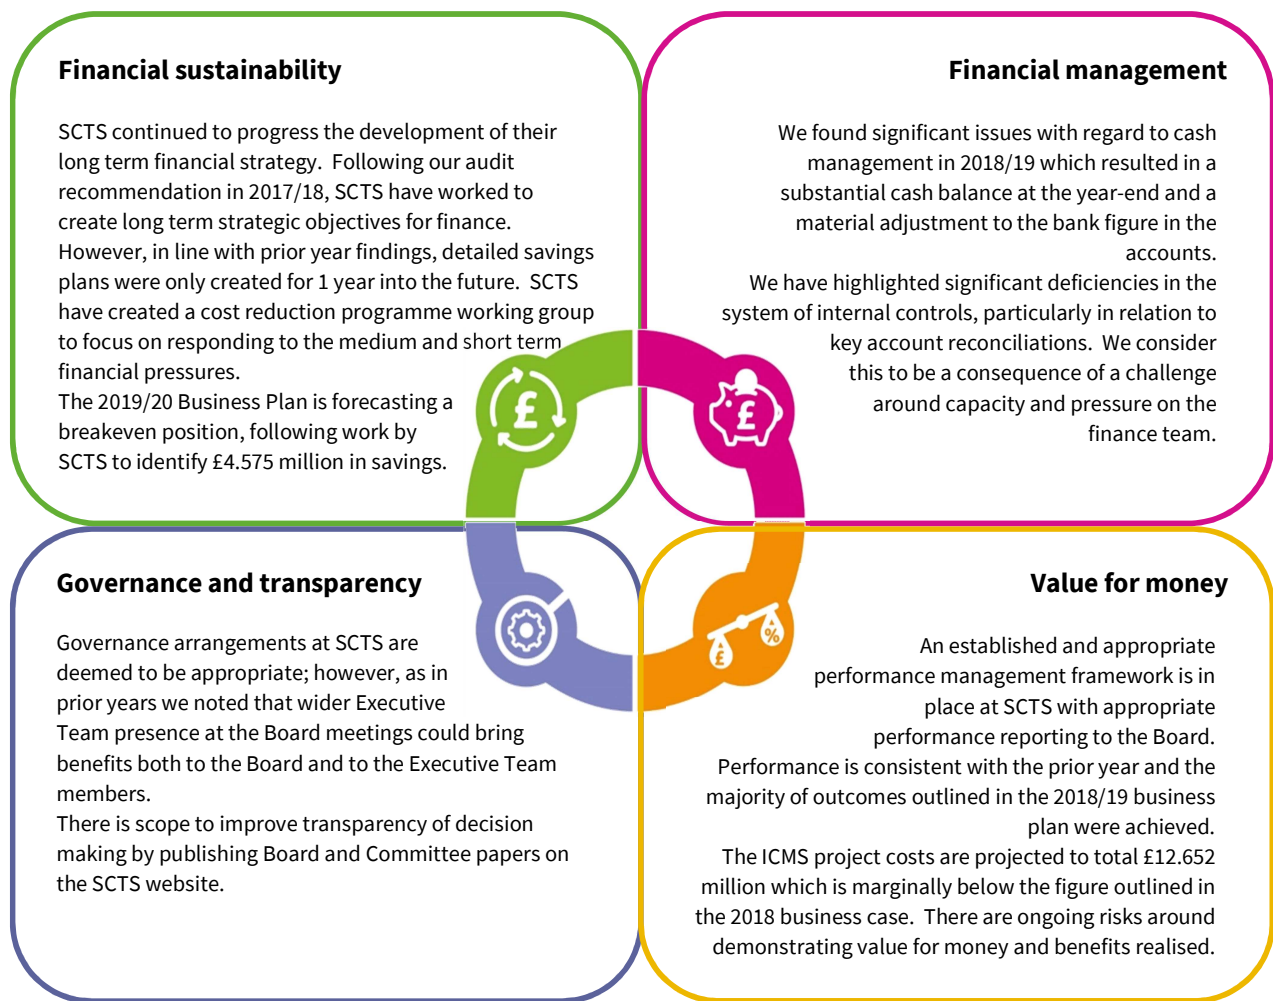 Financial sustainability
SCTS continued to progress the development of their
long term financial strategy.  Following our audit
recommendation in 2017/18, SCTS have worked to
create long term strategic objectives for finance.
However, in line with prior year findings, detailed savings
plans were only created for 1 year into the future.  SCTS
have created a cost reduction programme working group
to focus on responding to the medium and short term
financial pressures.
The 2019/20 Business Plan is forecasting a
breakeven position, following work by
SCTS to identify £4.575 million in savings.
£
Financial management
We found significant issues with regard to cash
management in 2018/19 which resulted in a
substantial cash balance at the year-end and a
material adjustment to the bank figure in the
accounts.
We have highlighted significant deficiencies in the
system of internal controls, particularly in relation to
key account reconciliations.  We consider
this to be a consequence of a challenge
around capacity and pressure on the
finance team.
£
Governance and transparency
Governance arrangements at SCTS are
deemed to be appropriate; however, as in
prior years we noted that wider Executive
Team presence at the Board meetings could bring
benefits both to the Board and to the Executive Team
members.
There is scope to improve transparency of decision
making by publishing Board and Committee papers on
the SCTS website.
Value for money
An established and appropriate
performance management framework is in
place at SCTS with appropriate
performance reporting to the Board.
Performance is consistent with the prior year and the
majority of outcomes outlined in the 2018/19 business
plan were achieved.
The ICMS project costs are projected to total £12.652
million which is marginally below the figure outlined in
the 2018 business case.  There are ongoing risks around
demonstrating value for money and benefits realised.
£ %